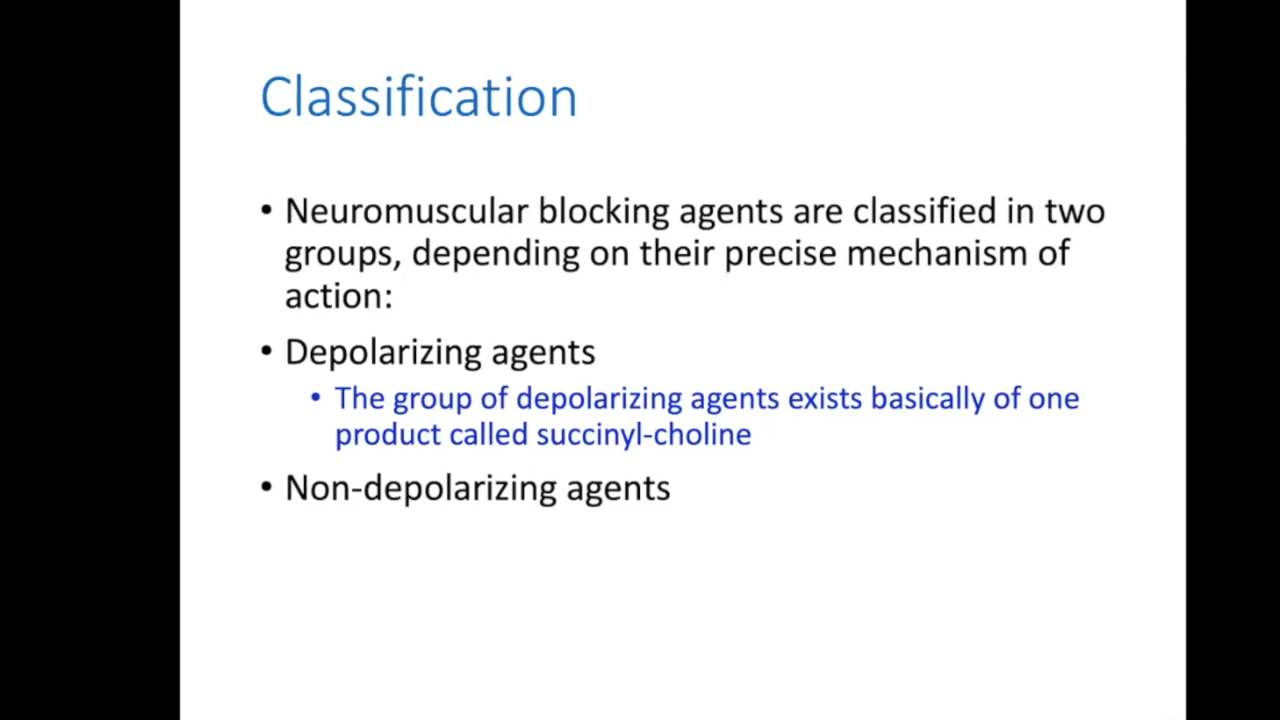 Classification
• Neuromuscular blocking agents are classified in two
groups, depending on their precise mechanism of
action:
• Depolarizing agents
• The group of depolarizing agents exists basically of one
product called succinyl-choline
• Non-depolarizing agents